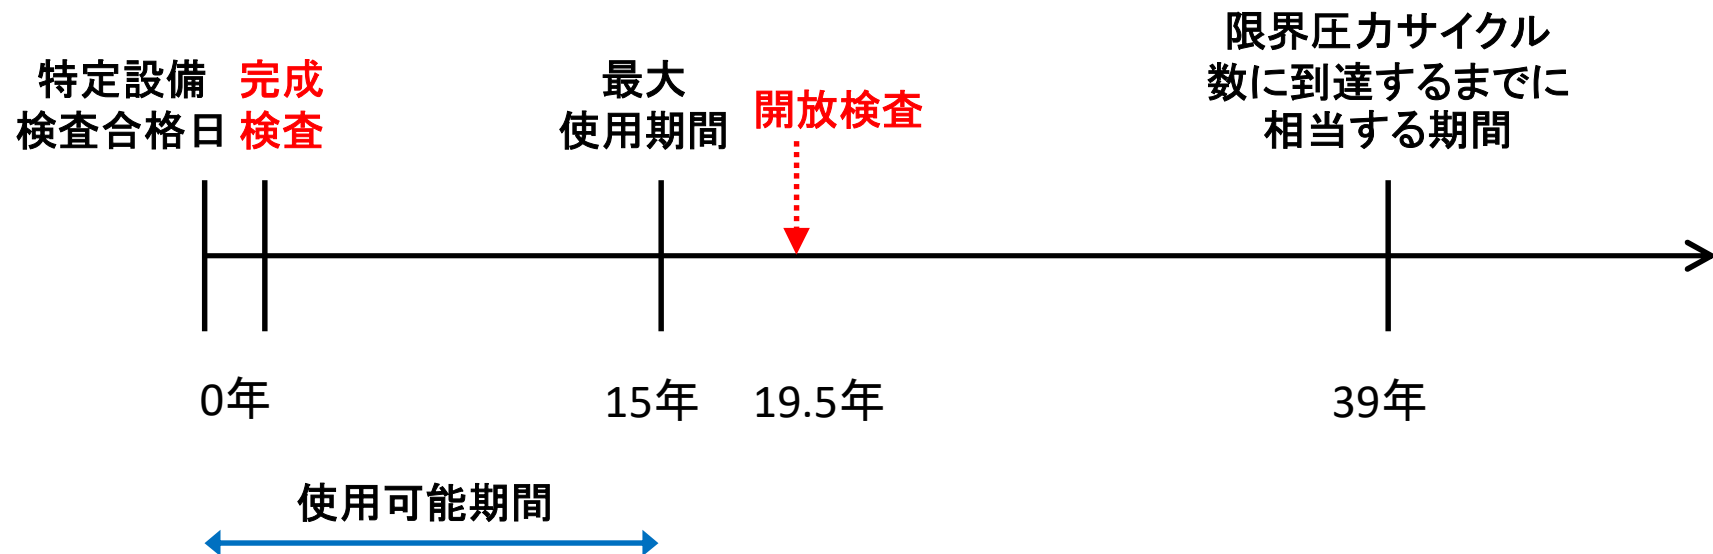 特定設備
検査合格日
完成
検査
最大
使用期間
開放検査
限界圧力サイクル
数に到達するまでに
相当する期間
0年
15年
19.5年
39年
使用可能期間